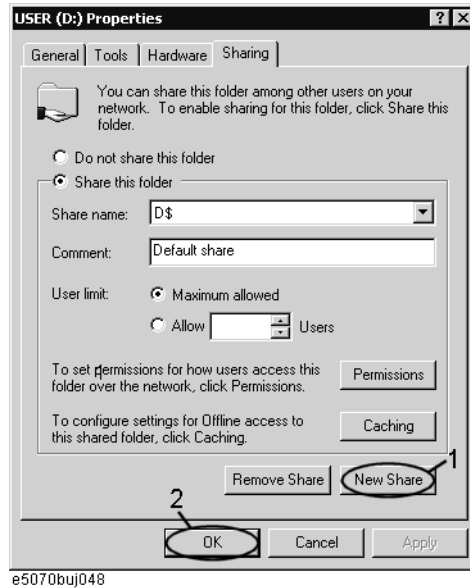 USER (D:) Properties
General Tools Hardware Sharing
You can share this folder among other users on your
network. To enable sharing for this folder, click Share this
folder.
Do not share this folder
Share this folder
Share name: D$
Comment: Default share
User limit: Maximum allowed
Allow Users
To set permissions for how users access this
folder over the network, click Permissions.
Permissions
To configure settings for Offline access to
this shared folder, click Caching.
Caching
1
Remove Share New Share
2
OK Cancel Apply
e5070buj048